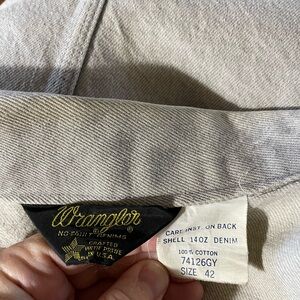 Wrangler
NO-FAULT DENIMS
CRAFTED
WITH PRIDE
IN U.S.A.
CARE INST. ON BACK
SHELL 14OZ DENIM
100% COTTON
74126GY
SIZE 42